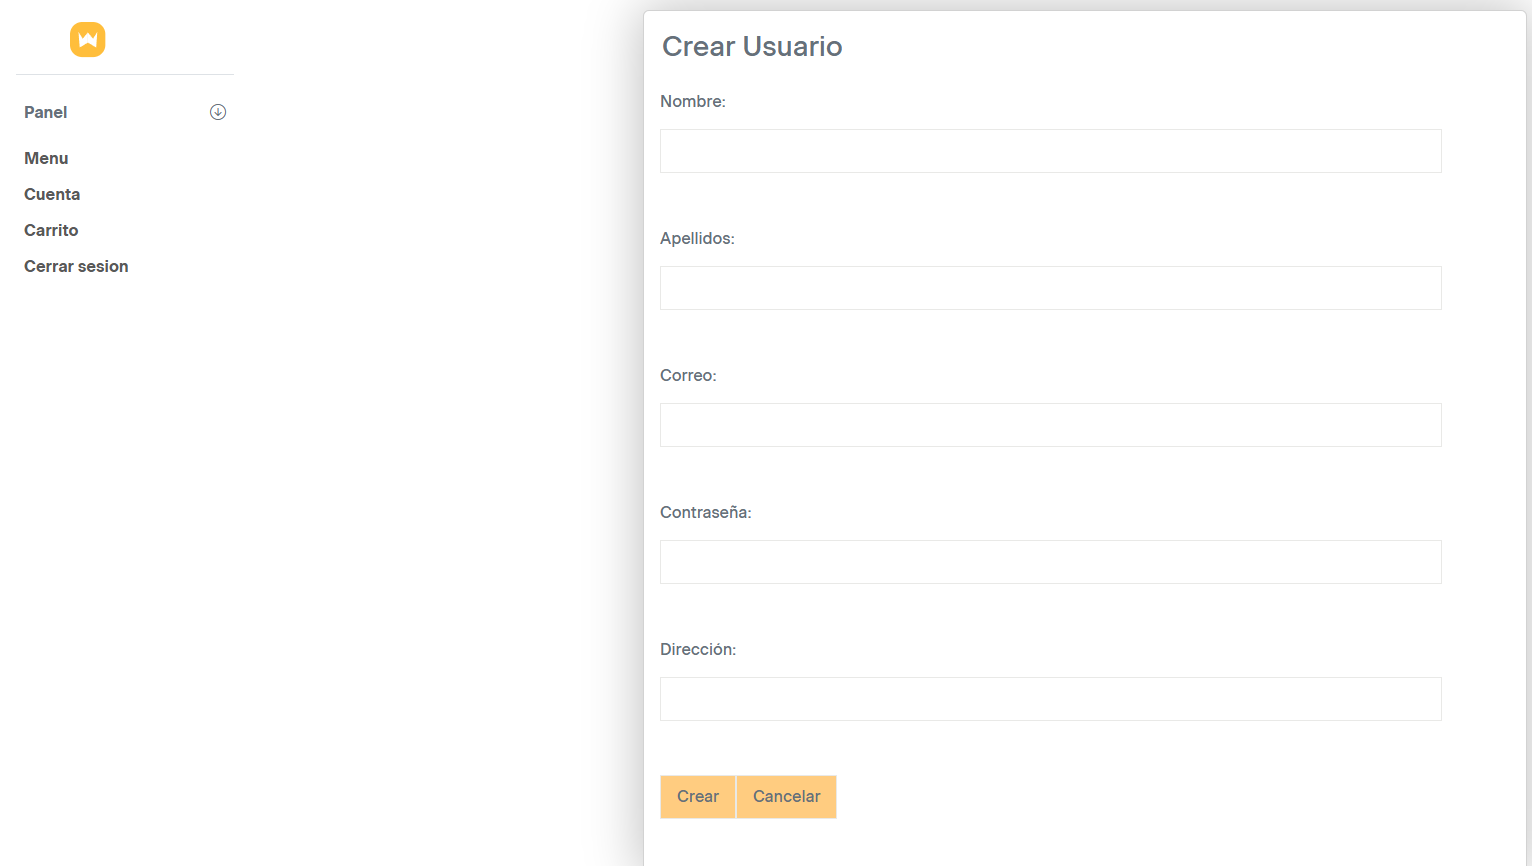 Panel
Menu
Cuenta
Carrito
Cerrar sesion
Crear Usuario
Nombre:
Apellidos:
Correo:
Contraseña:
Dirección:
Crear
Cancelar